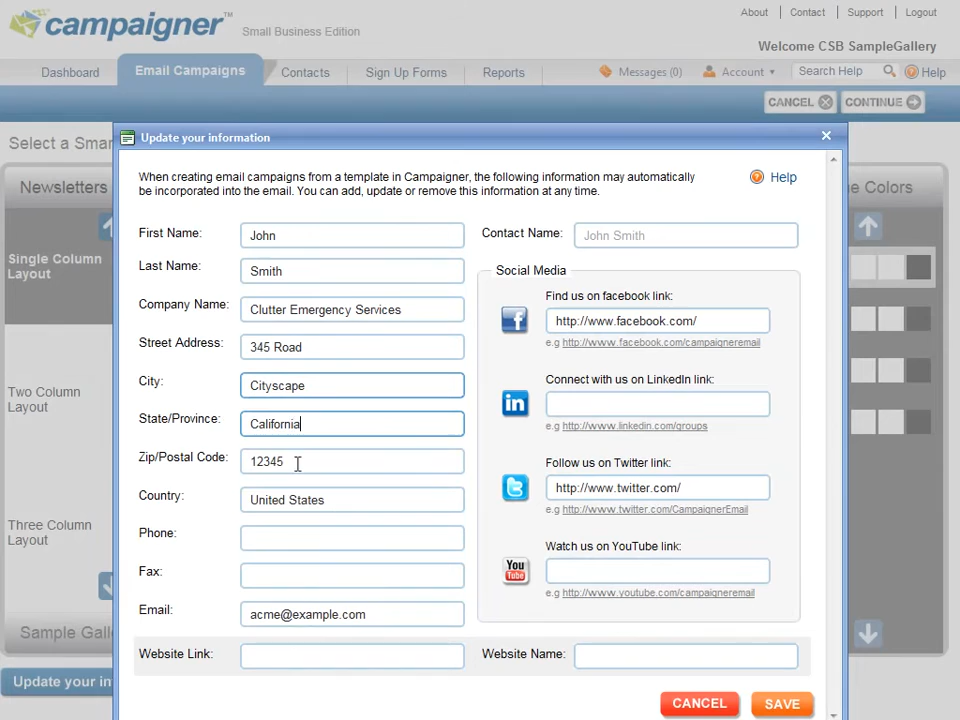 campaigner™
Small Business Edition
About | Contact | Support | Logout
Welcome CSB SampleGallery
Dashboard
Email Campaigns
Contacts
Sign Up Forms
Reports
Messages (0)
Account
Search Help
Help
CANCEL
CONTINUE
Select a Smar
Update your information
Newsletters
e Colors
When creating email campaigns from a template in Campaigner, the following information may automatically
be incorporated into the email. You can add, update or remove this information at any time.
Help
First Name: John
Contact Name: John Smith
Last Name: Smith
Company Name: Clutter Emergency Services
Street Address: 345 Road
City: Cityscape
State/Province: California
Zip/Postal Code: 12345
Country: United States
Phone:
Fax:
Email: acme@example.com
Social Media
Find us on facebook link:
http://www.facebook.com/
e.g http://www.facebook.com/campaigneremail
Connect with us on LinkedIn link:
in
e.g http://www.linkedin.com/groups
Follow us on Twitter link:
http://www.twitter.com/
e.g http://www.twitter.com/CampaignerEmail
Watch us on YouTube link:
You
Tube
e.g http://www.youtube.com/campaigneremail
Website Link:
Website Name:
CANCEL
SAVE
Single Column
Layout
Two Column
Layout
Three Column
Layout
Sample Gall
Update your in